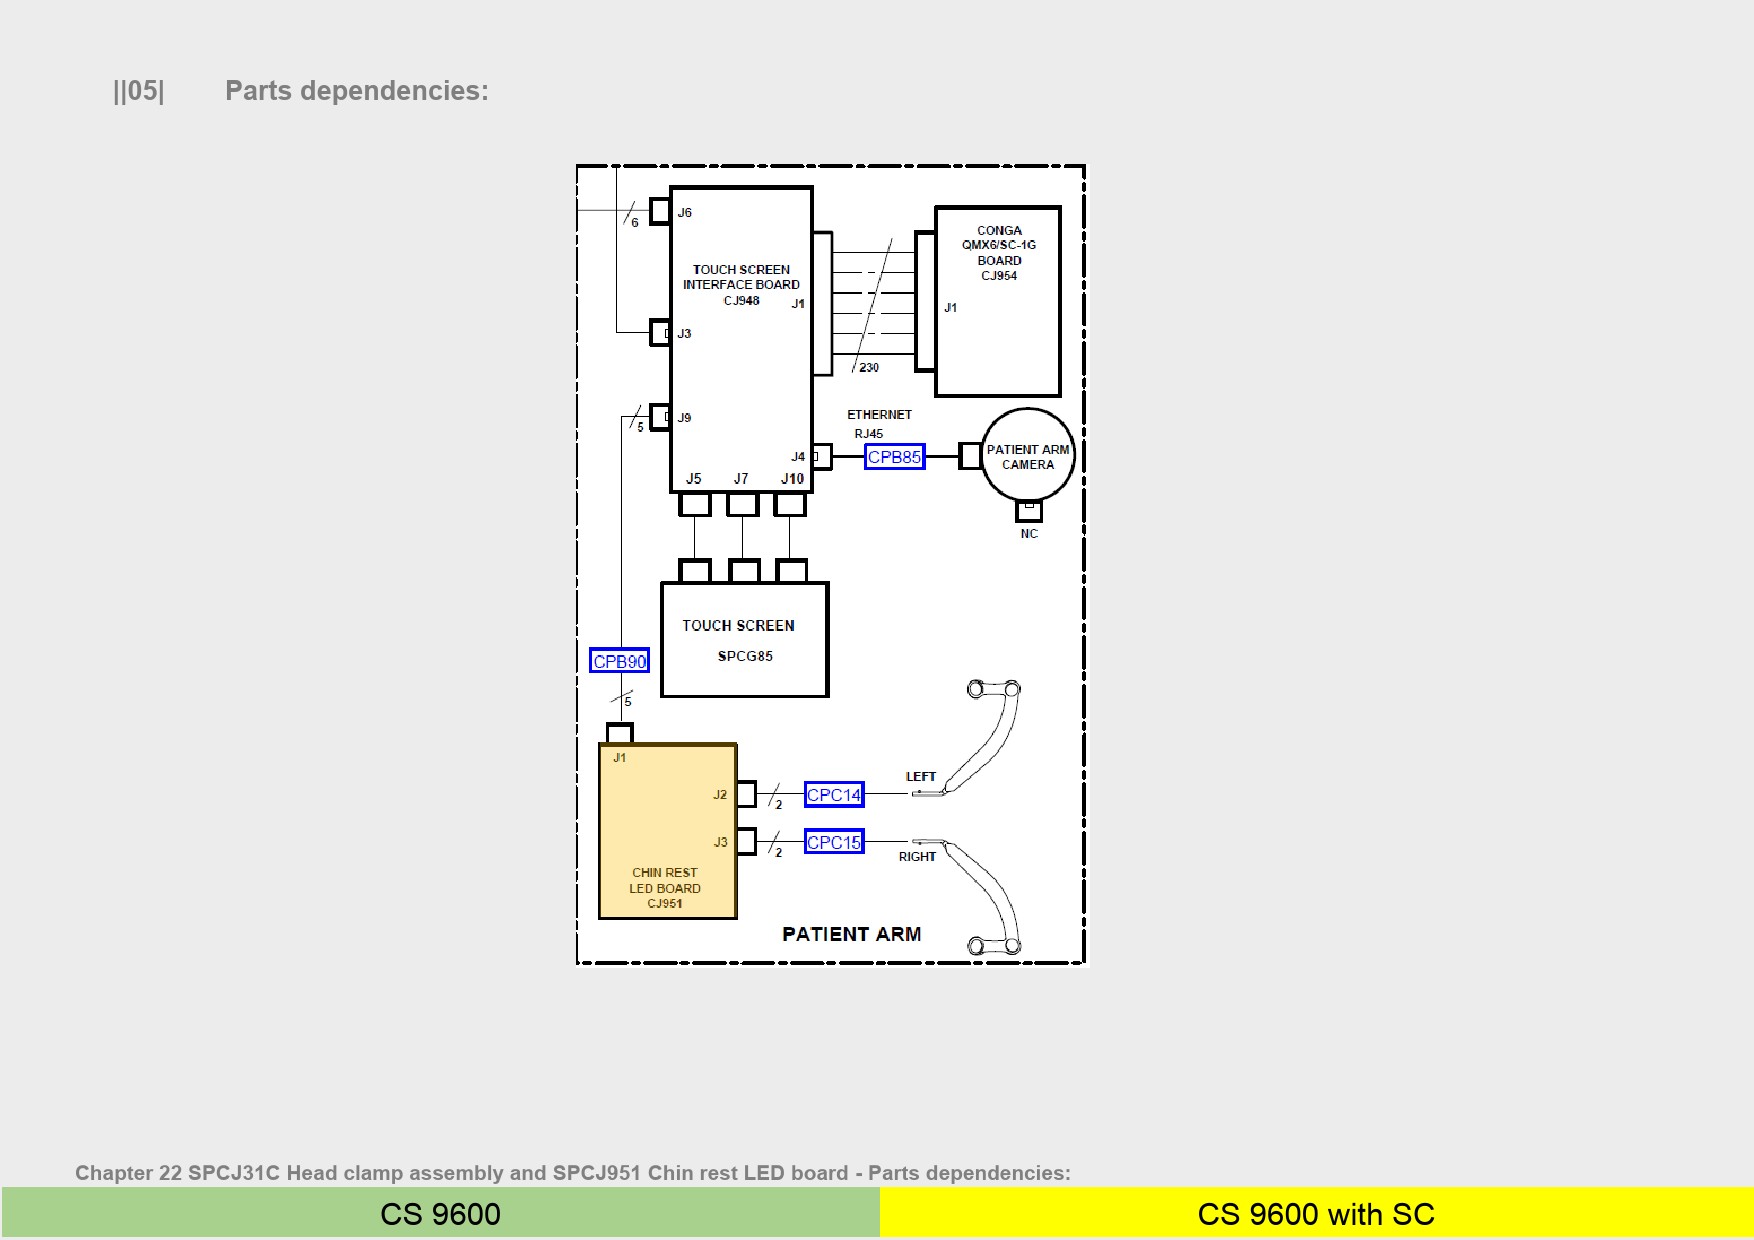 ||05| Parts dependencies:
J6
6
TOUCH SCREEN
INTERFACE BOARD
CJ948
J1
J3
J9
5
J4
J5 J7 J10
CONGA
QMX6/SC-1G
BOARD
CJ954
J1
230
ETHERNET
RJ45
CPB85
PATIENT ARM
CAMERA
NC
TOUCH SCREEN
SPCG85
CPB90
5
J1
J2
2
CPC14
LEFT
J3
2
CPC15
RIGHT
CHIN REST
LED BOARD
CJ951
PATIENT ARM
Chapter 22 SPCJ31C Head clamp assembly and SPCJ951 Chin rest LED board - Parts dependencies:
CS 9600
CS 9600 with SC